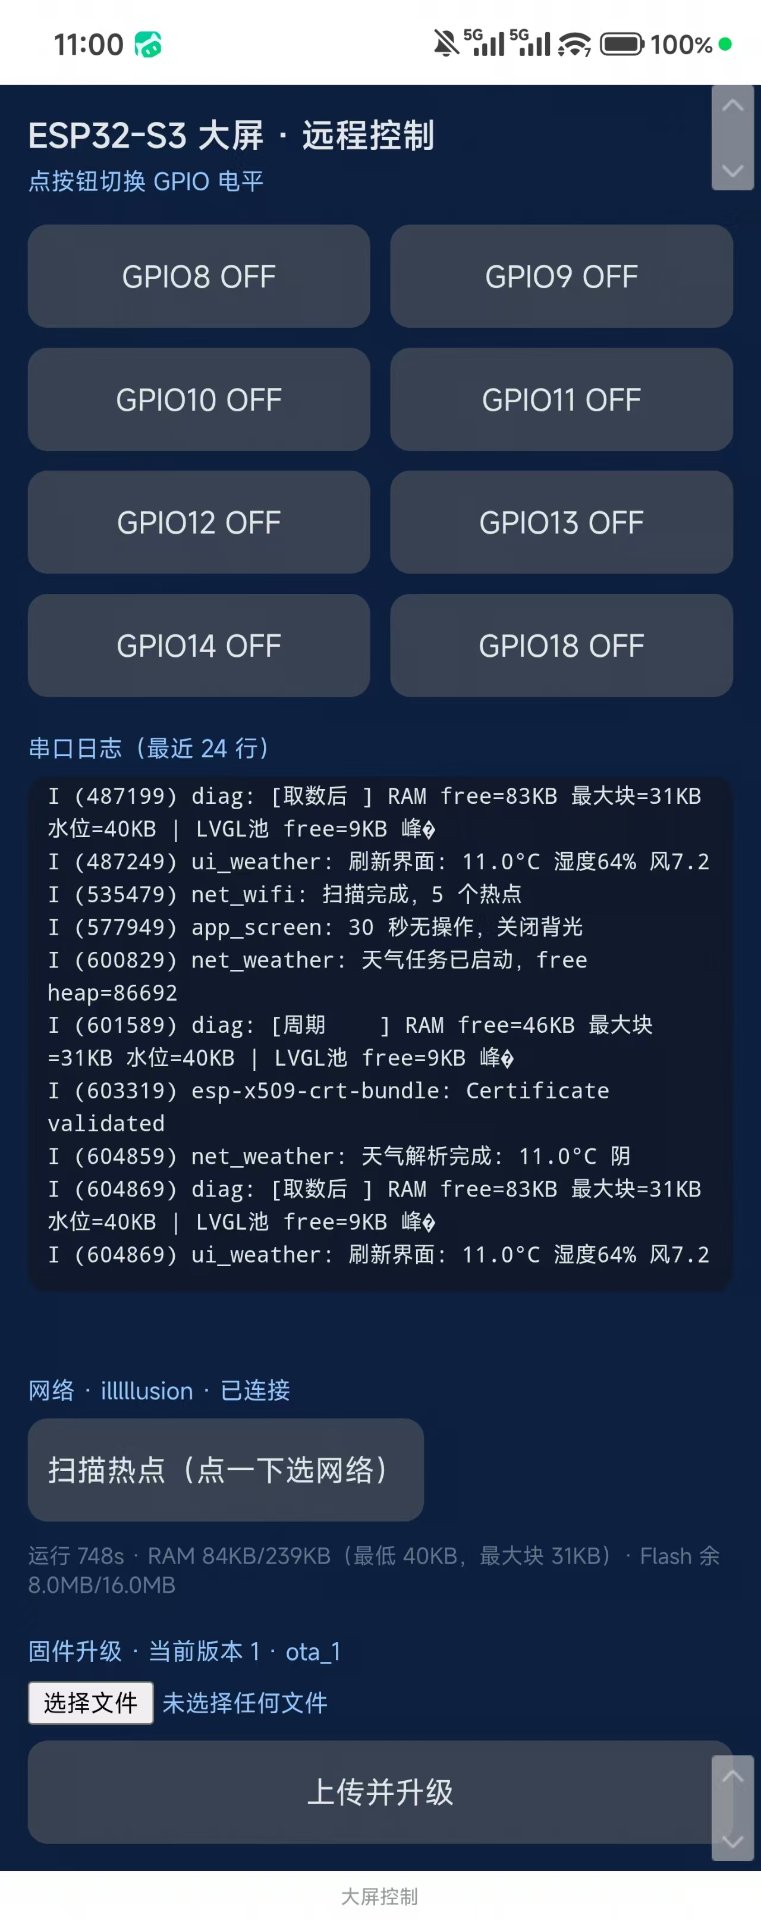 11:00 5G 5G 7 100%
ESP32-S3 大屏 · 远程控制
点按钮切换 GPIO 电平
GPIO8 OFF
GPIO9 OFF
GPIO10 OFF
GPIO11 OFF
GPIO12 OFF
GPIO13 OFF
GPIO14 OFF
GPIO18 OFF
串口日志（最近 24 行）
I (487199) diag: [取数后 ] RAM free=83KB 最大块=31KB
水位=40KB | LVGL池 free=9KB 峰�
I (487249) ui_weather: 刷新界面: 11.0°C 湿度64% 风7.2
I (535479) net_wifi: 扫描完成，5 个热点
I (577949) app_screen: 30 秒无操作，关闭背光
I (600829) net_weather: 天气任务已启动，free
heap=86692
I (601589) diag: [周期    ] RAM free=46KB 最大块
=31KB 水位=40KB | LVGL池 free=9KB 峰�
I (603319) esp-x509-crt-bundle: Certificate
validated
I (604859) net_weather: 天气解析完成: 11.0°C 阴
I (604869) diag: [取数后 ] RAM free=83KB 最大块=31KB
水位=40KB | LVGL池 free=9KB 峰�
I (604869) ui_weather: 刷新界面: 11.0°C 湿度64% 风7.2
网络 · illlllusion · 已连接
扫描热点（点一下选网络）
运行 748s · RAM 84KB/239KB（最低 40KB，最大块 31KB）· Flash 余
8.0MB/16.0MB
固件升级 · 当前版本 1 · ota_1
选择文件 未选择任何文件
上传并升级
大屏控制